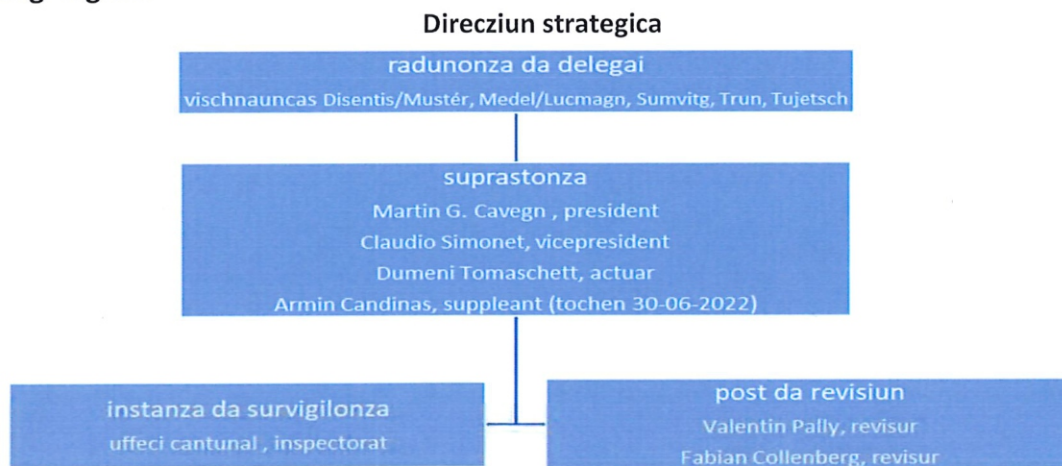 Direcziun strategica
radunonza da delegai
vischnauncas Disentis/Mustér, Medel/Lucmagn, Sumvitg, Trun, Tujetsch
suprastonza
Martin G. Cavegn , president
Claudio Simonet, vicepresident
Dumeni Tomaschett, actuar
Armin Candinas, suppleant (tochen 30-06-2022)
instanza da survigilonza
uffeci cantunal , inspectorat
post da revisiun
Valentin Pally, revisur
Fabian Collenberg, revisur